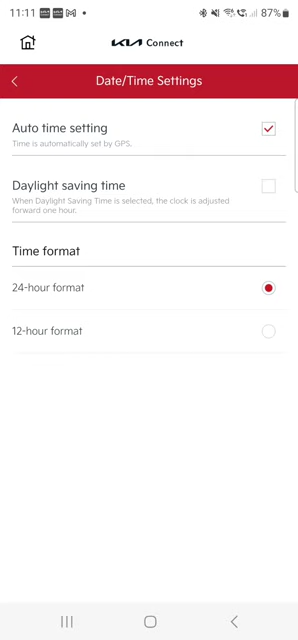 11:11
87%
KIA Connect
Date/Time Settings
Auto time setting
Time is automatically set by GPS.
Daylight saving time
When Daylight Saving Time is selected, the clock is adjusted
forward one hour.
Time format
24-hour format
12-hour format